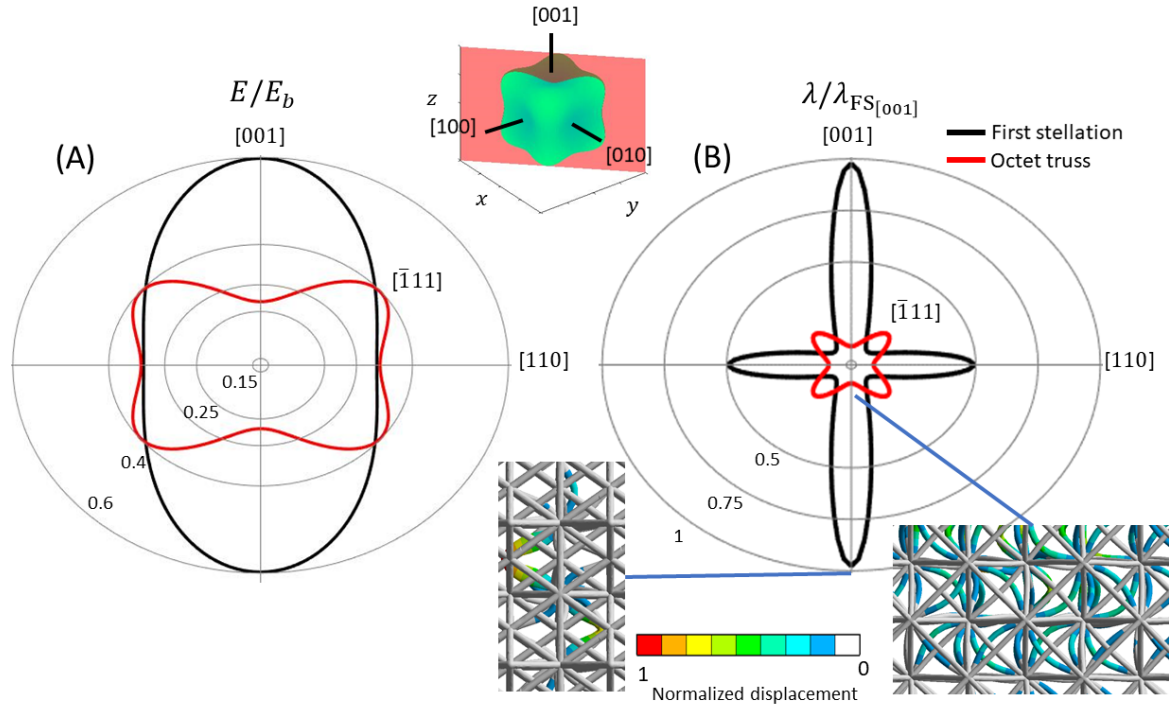 [001]
E/E_b
z
[100]
[010]
x
y
λ/λ_FS[001]
[001]
[001]
First stellation
Octet truss
(A)
(B)
[1̅11]
[110]
0.15
0.25
0.4
0.6
[1̅11]
[110]
0.5
0.75
1
1
0
Normalized displacement